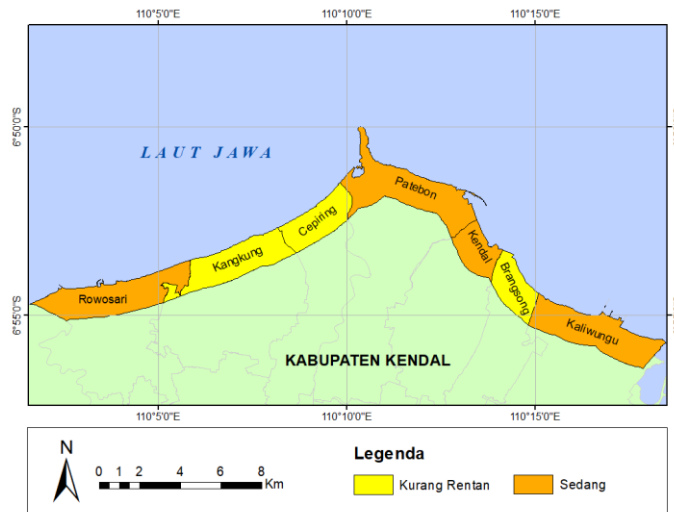 110°5'0"E 110°10'0"E 110°15'0"E
6°50'0"S
LAUT JAWA
Patebon
Cepiring
Kendal
Kangkung
Brangsong
Rowosari
6°55'0"S
Kaliwungu
KABUPATEN KENDAL
110°5'0"E 110°10'0"E 110°15'0"E
N
Legenda
0 1 2 4 6 8
Km
Kurang Rentan
Sedang